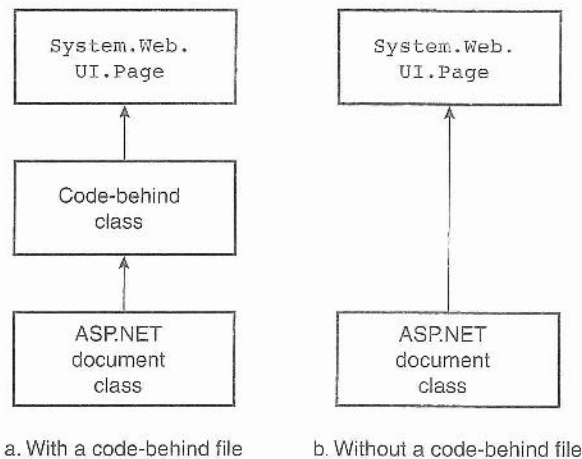 System.Web.
UI.Page
Code-behind
class
ASP.NET
document
class
a. With a code-behind file
System.Web.
UI.Page
ASP.NET
document
class
b. Without a code-behind file